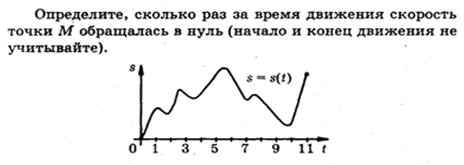 Определите, сколько раз за время движения скорость
точки M обращалась в нуль (начало и конец движения не
учитывайте).
s
s = s(t)
0 1 3 5 7 9 11 t